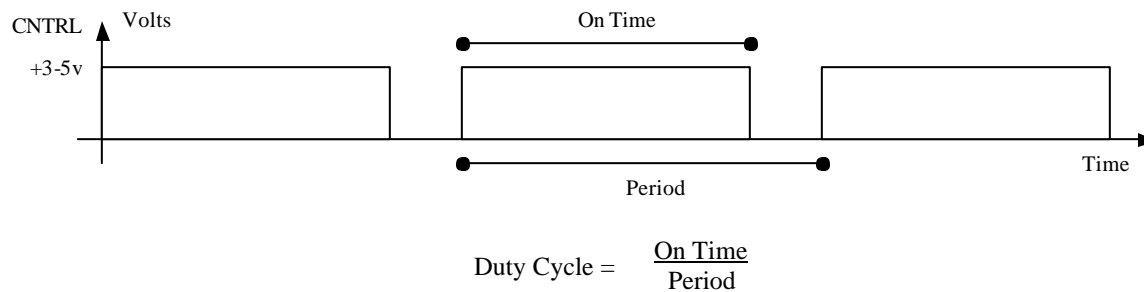 CNTRL
Volts
On Time
+3-5v
Time
Period
Duty Cycle = On Time
Period